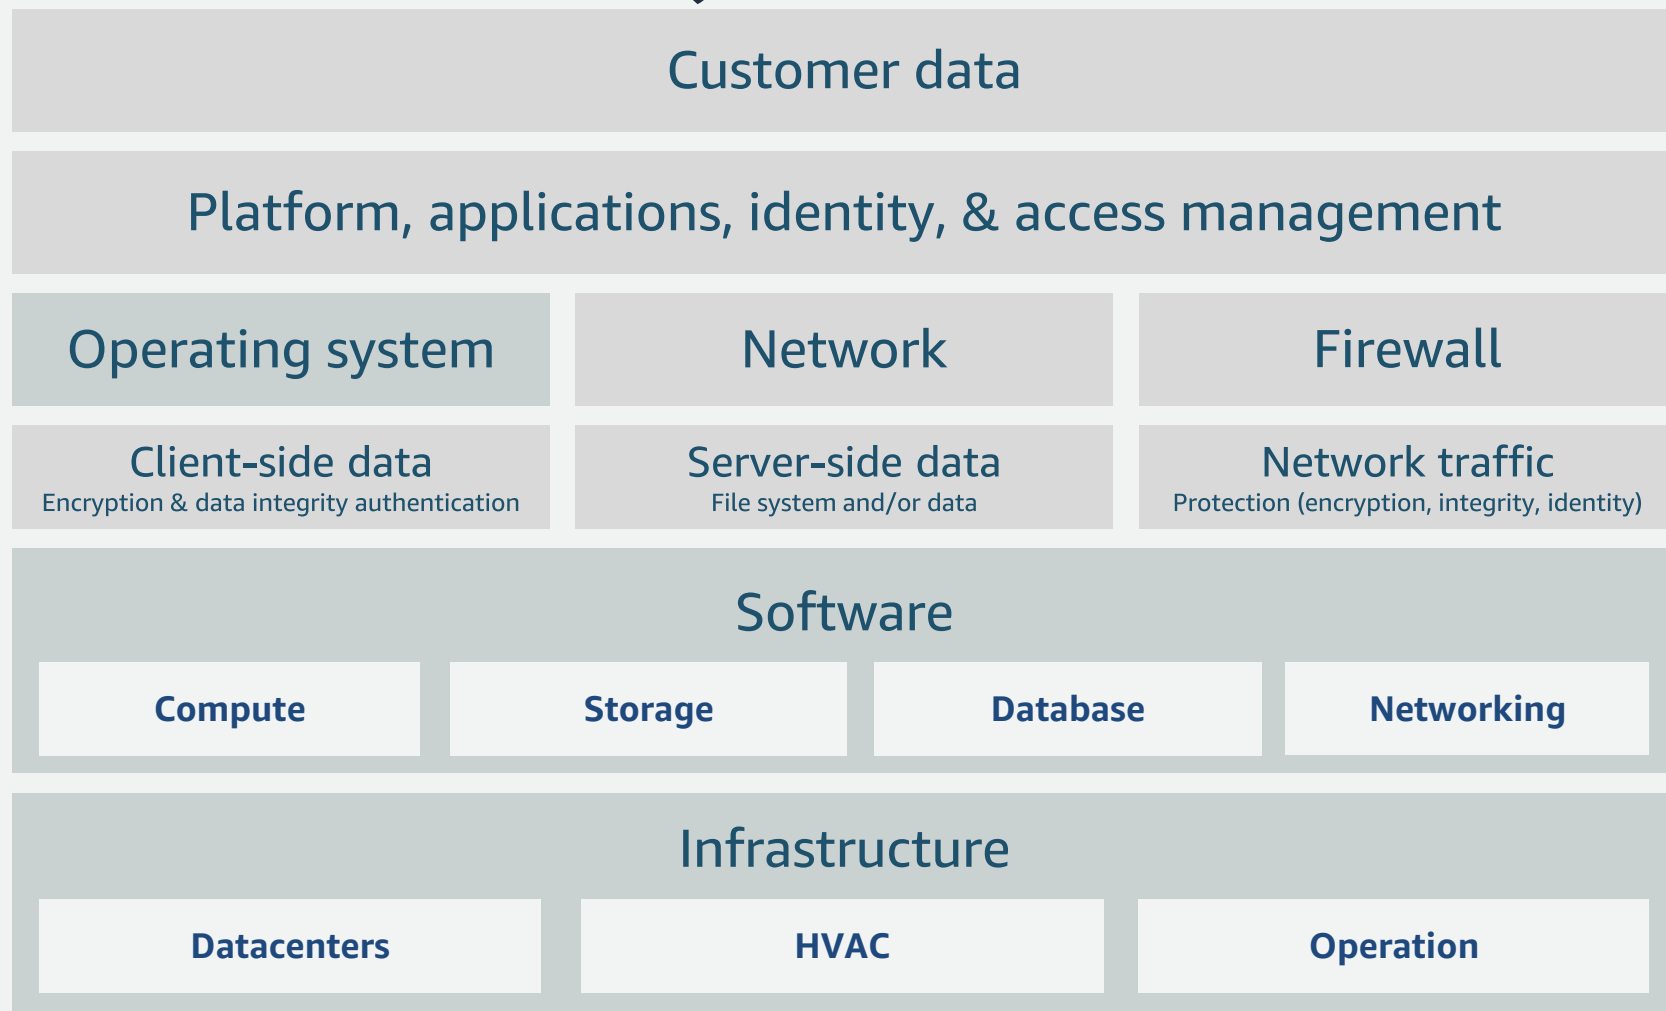 Customer data
Platform, applications, identity, & access management
Operating system
Network
Firewall
Client-side data
Encryption & data integrity authentication
Server-side data
File system and/or data
Network traffic
Protection (encryption, integrity, identity)
Software
Compute
Storage
Database
Networking
Infrastructure
Datacenters
HVAC
Operation